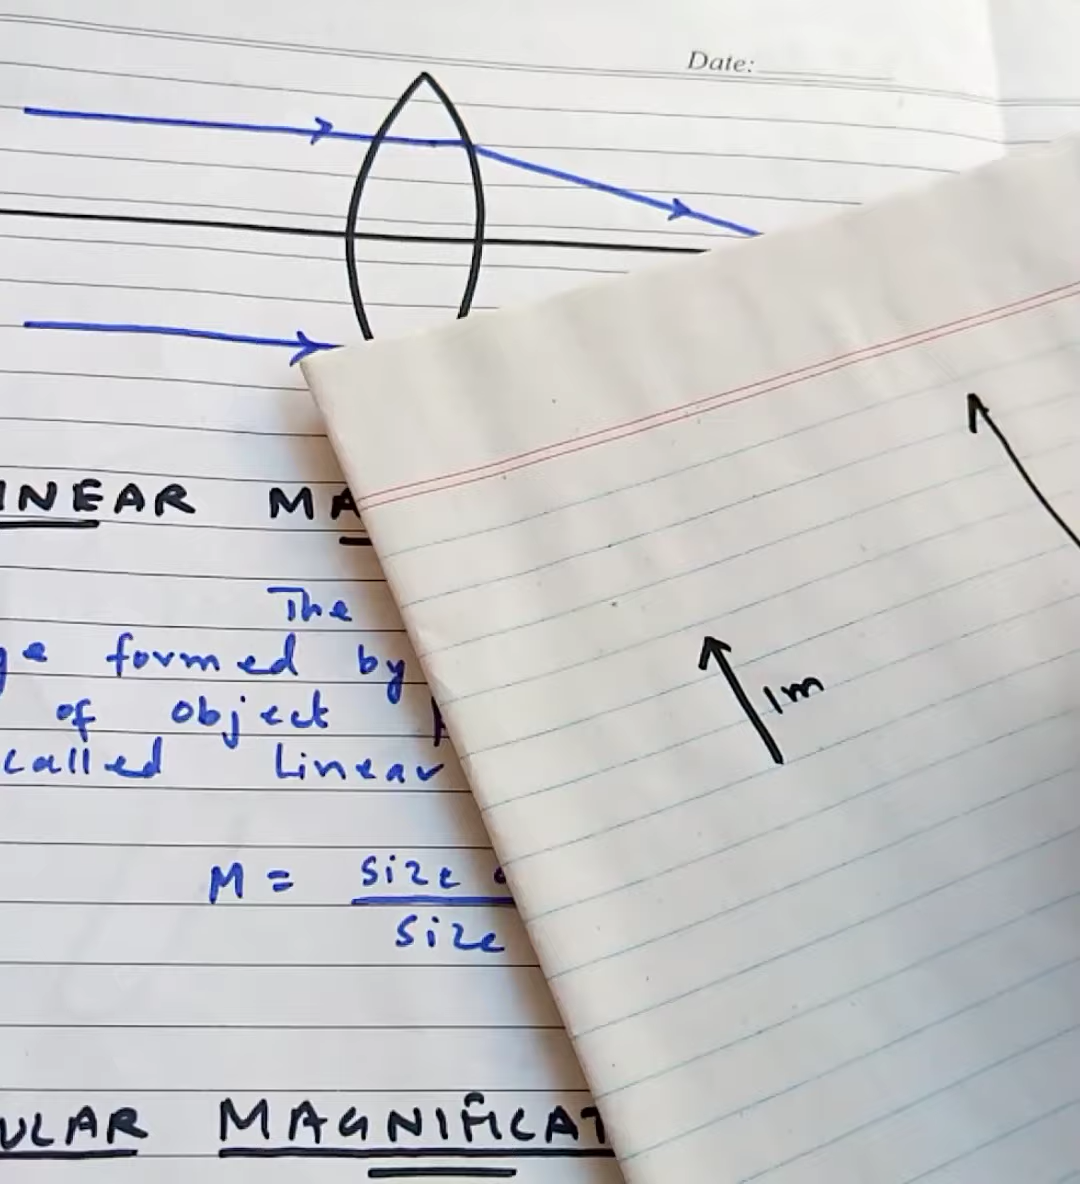 Date:
INEAR MA
The
ge formed by
of object
called Linear
M = size
size
1m
ULAR MAGNIFICAT